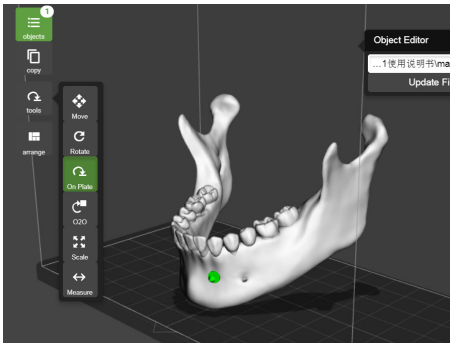 1
objects
copy
tools
arrange
Move
Rotate
On Plate
O2O
Scale
Measure
Object Editor
...1使用说明书\ma
Update Fi